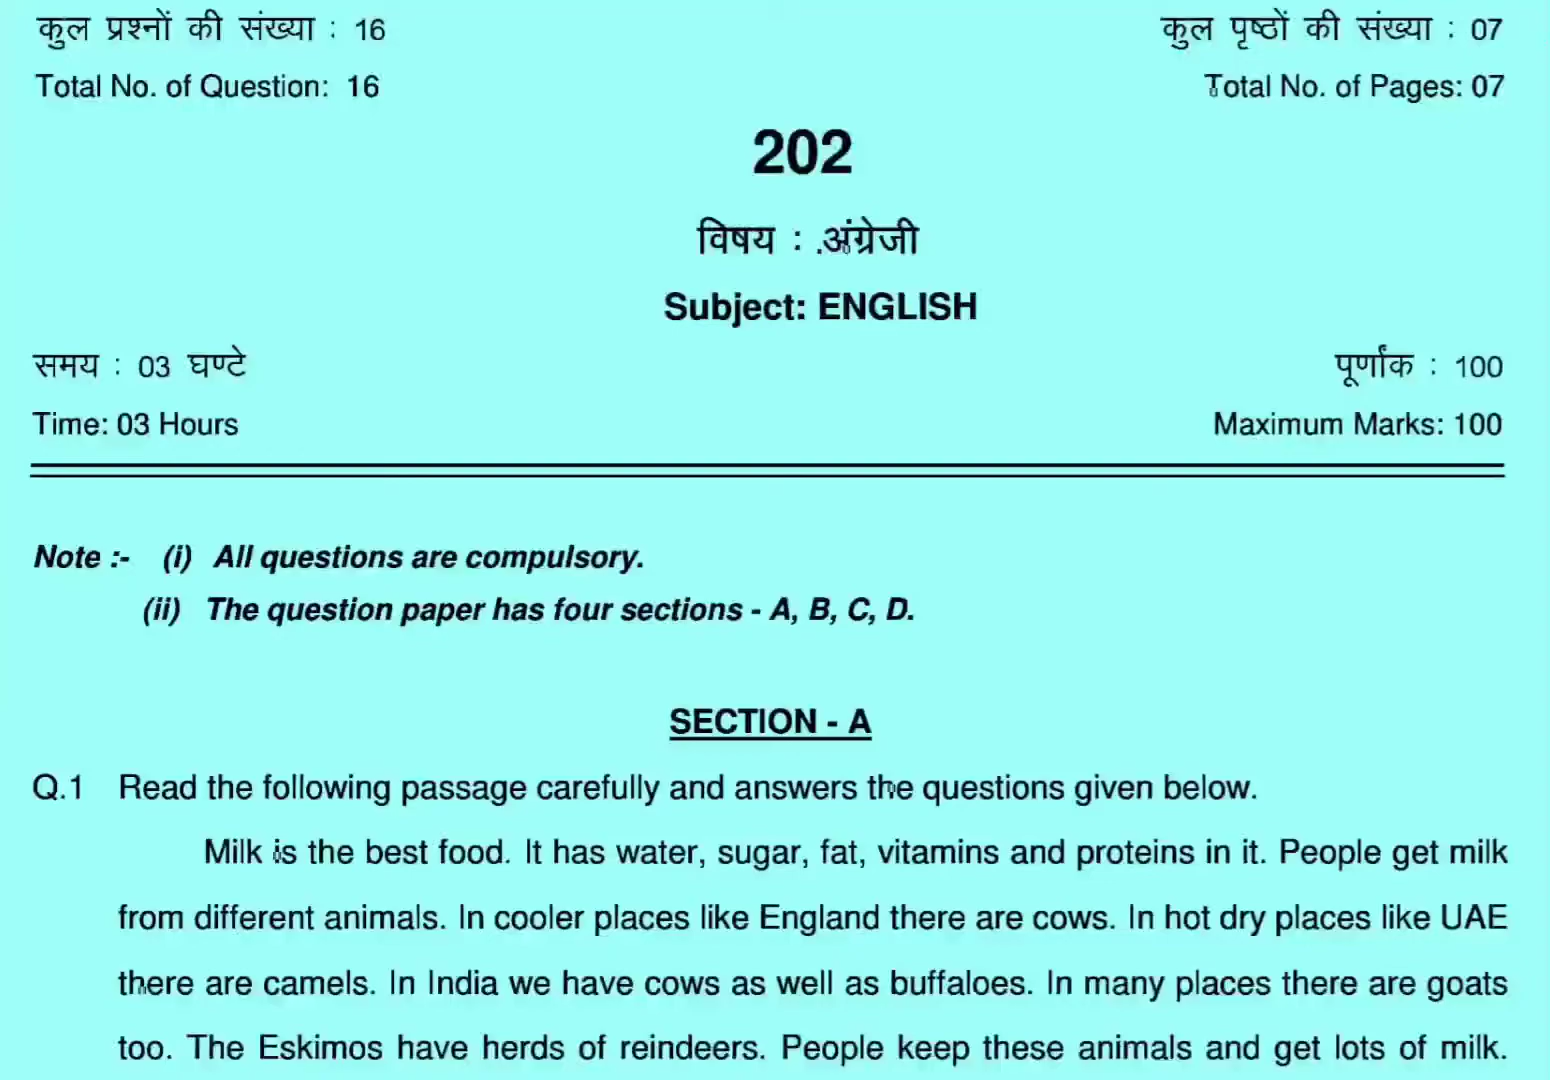 कुल प्रश्नों की संख्या : 16
कुल पृष्ठों की संख्या : 07
Total No. of Question: 16
Total No. of Pages: 07
202
विषय : अंग्रेजी
Subject: ENGLISH
समय : 03 घण्टे
पूर्णांक : 100
Time: 03 Hours
Maximum Marks: 100
Note :- (i) All questions are compulsory.
(ii) The question paper has four sections - A, B, C, D.
SECTION - A
Q.1 Read the following passage carefully and answers the questions given below.
Milk is the best food. It has water, sugar, fat, vitamins and proteins in it. People get milk
from different animals. In cooler places like England there are cows. In hot dry places like UAE
there are camels. In India we have cows as well as buffaloes. In many places there are goats
too. The Eskimos have herds of reindeers. People keep these animals and get lots of milk.